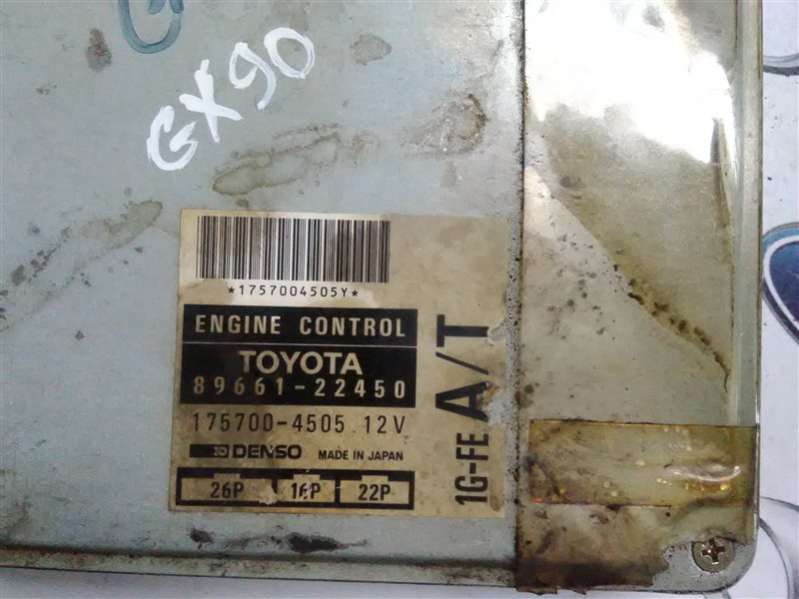 GX90
*1757004505Y*
ENGINE CONTROL
TOYOTA
89661-22450
175700-4505 12V
DENSO MADE IN JAPAN
26P 16P 22P
1G-FE A/T